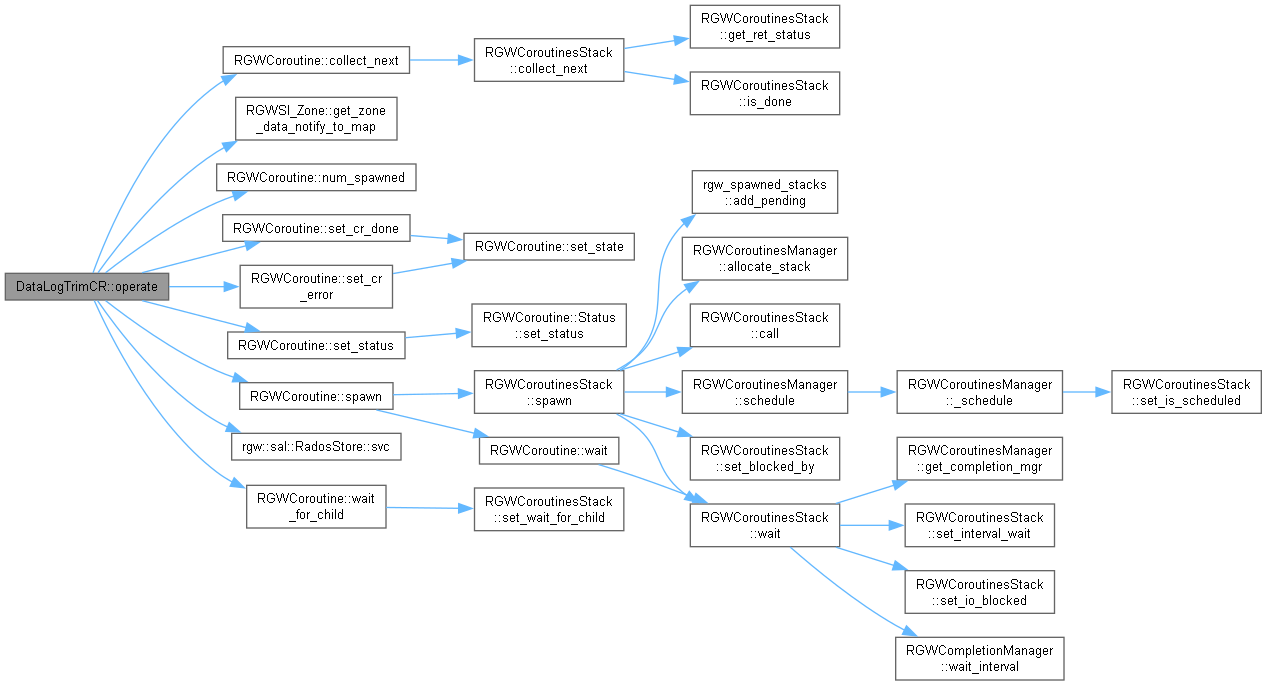 DataLogTrimCR::operate
RGWCoroutine::collect_next
RGWSI_Zone::get_zone
_data_notify_to_map
RGWCoroutine::num_spawned
RGWCoroutine::set_cr_done
RGWCoroutine::set_cr
_error
RGWCoroutine::set_status
RGWCoroutine::spawn
rgw::sal::RadosStore::svc
RGWCoroutine::wait
_for_child
RGWCoroutinesStack
::collect_next
RGWCoroutine::set_state
RGWCoroutine::Status
::set_status
RGWCoroutinesStack
::spawn
RGWCoroutine::wait
RGWCoroutinesStack
::set_wait_for_child
RGWCoroutinesStack
::get_ret_status
RGWCoroutinesStack
::is_done
rgw_spawned_stacks
::add_pending
RGWCoroutinesManager
::allocate_stack
RGWCoroutinesStack
::call
RGWCoroutinesManager
::schedule
RGWCoroutinesStack
::set_blocked_by
RGWCoroutinesStack
::wait
RGWCoroutinesManager
::_schedule
RGWCoroutinesManager
::get_completion_mgr
RGWCoroutinesStack
::set_interval_wait
RGWCoroutinesStack
::set_io_blocked
RGWCompletionManager
::wait_interval
RGWCoroutinesStack
::set_is_scheduled